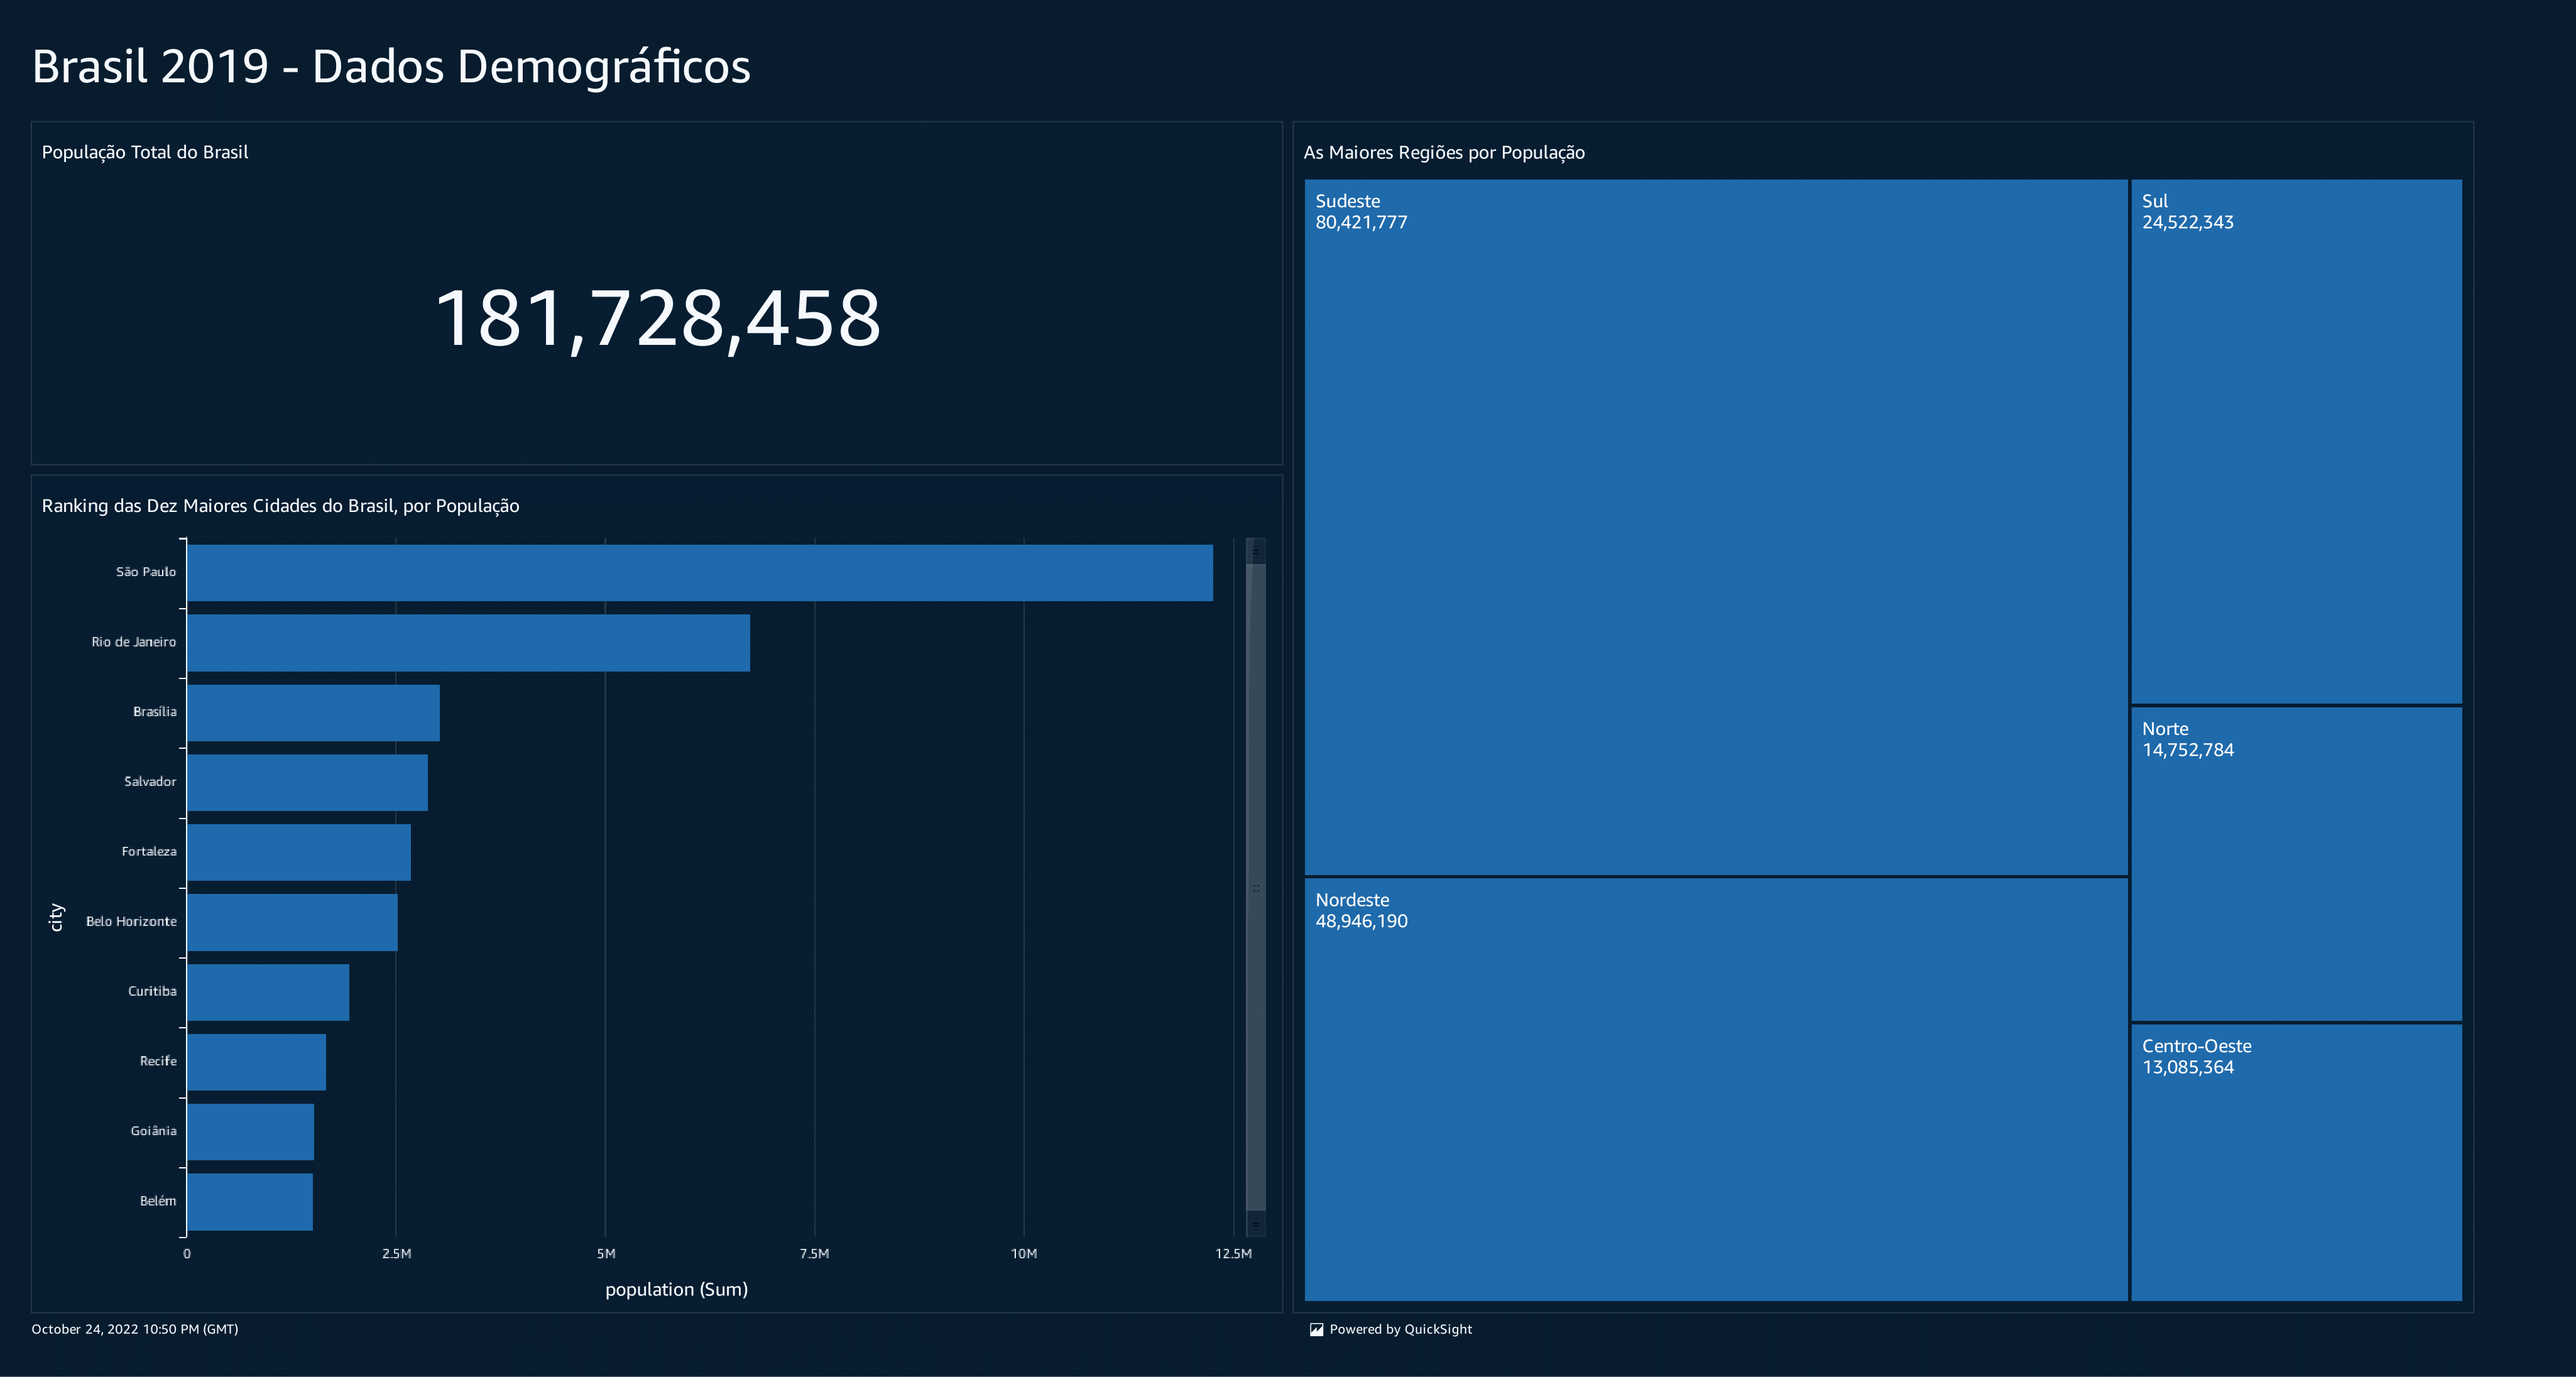 Brasil 2019 - Dados Demográficos
População Total do Brasil
181,728,458
Ranking das Dez Maiores Cidades do Brasil, por População
city
São Paulo
Rio de Janeiro
Brasília
Salvador
Fortaleza
Belo Horizonte
Curitiba
Recife
Goiânia
Belém
0 2.5M 5M 7.5M 10M 12.5M
population (Sum)
As Maiores Regiões por População
Sudeste
80,421,777
Nordeste
48,946,190
Sul
24,522,343
Norte
14,752,784
Centro-Oeste
13,085,364
October 24, 2022 10:50 PM (GMT)
Powered by QuickSight